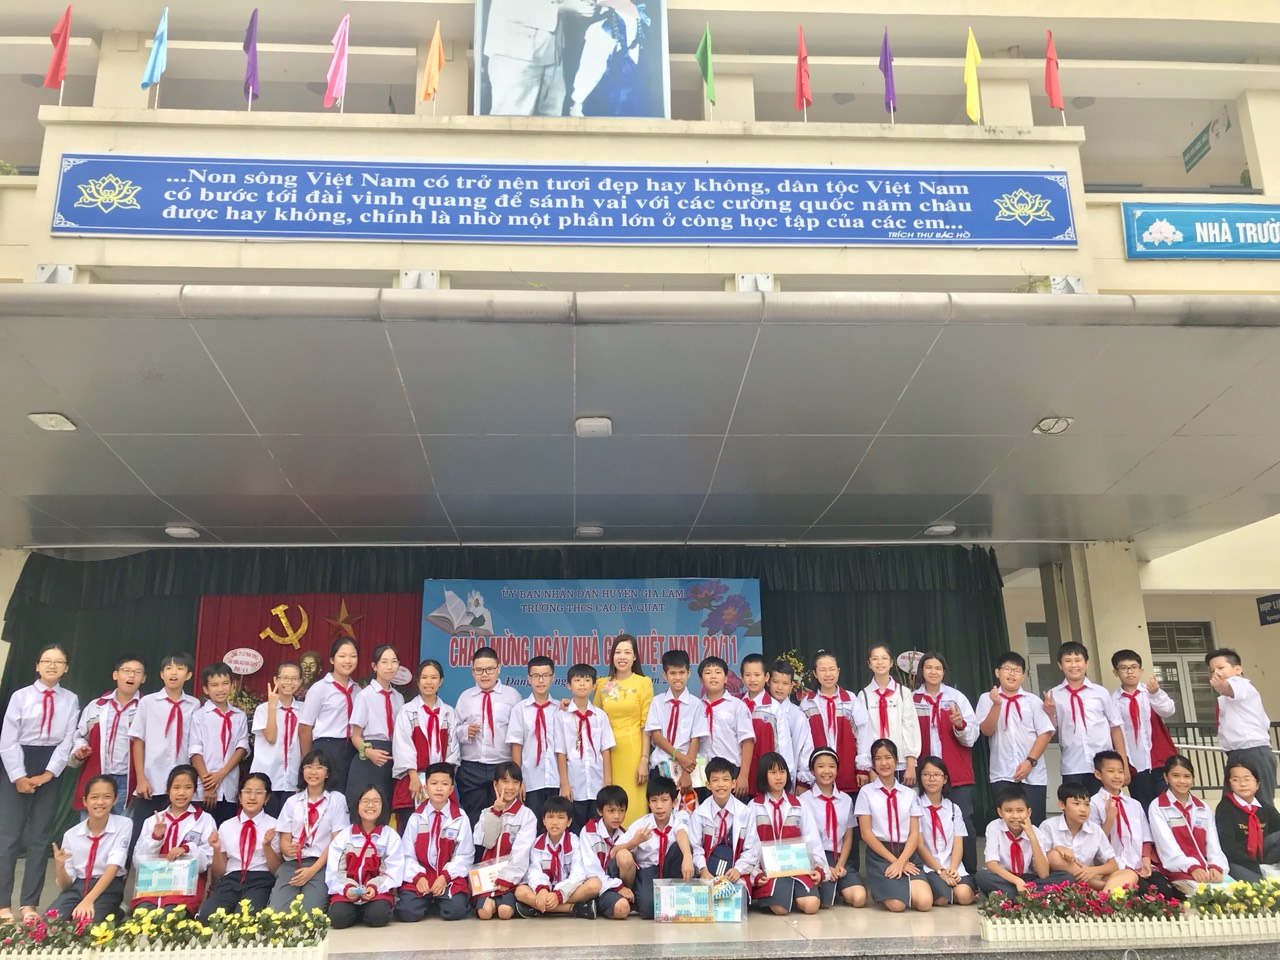 ...Non sông Việt Nam có trở nên tươi đẹp hay không, dân tộc Việt Nam
có bước tới đài vinh quang để sánh vai với các cường quốc năm châu
được hay không, chính là nhờ một phần lớn ở công học tập của các em...
TRÍCH THƯ BÁC HỒ
NHÀ TRƯỜ
ỦY BAN NHÂN DÂN HUYỆN GIA LÂM
TRƯỜNG THCS CAO BÁ QUÁT
CHÀO MỪNG NGÀY NHÀ VIỆT NAM 20/11
20-11